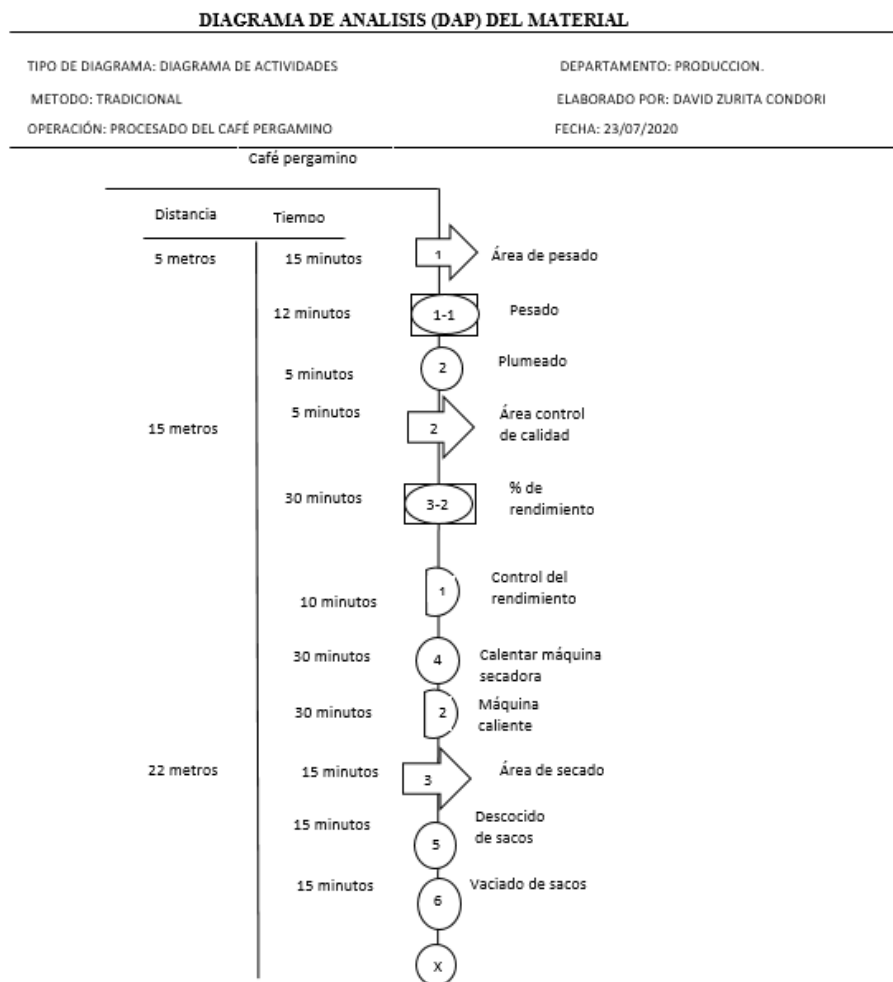 DIAGRAMA DE ANALISIS (DAP) DEL MATERIAL
TIPO DE DIAGRAMA: DIAGRAMA DE ACTIVIDADES
DEPARTAMENTO: PRODUCCION.
METODO: TRADICIONAL
ELABORADO POR: DAVID ZURITA CONDORI
OPERACIÓN: PROCESADO DEL CAFÉ PERGAMINO
FECHA: 23/07/2020
Café pergamino
Distancia
Tiempo
5 metros
15 minutos
1
Área de pesado
12 minutos
1-1
Pesado
5 minutos
2
Plumeado
15 metros
5 minutos
2
Área control
de calidad
30 minutos
3-2
% de
rendimiento
10 minutos
1
Control del
rendimiento
30 minutos
4
Calentar máquina
secadora
30 minutos
2
Máquina
caliente
22 metros
15 minutos
3
Área de secado
15 minutos
5
Descocido
de sacos
15 minutos
6
Vaciado de sacos
X